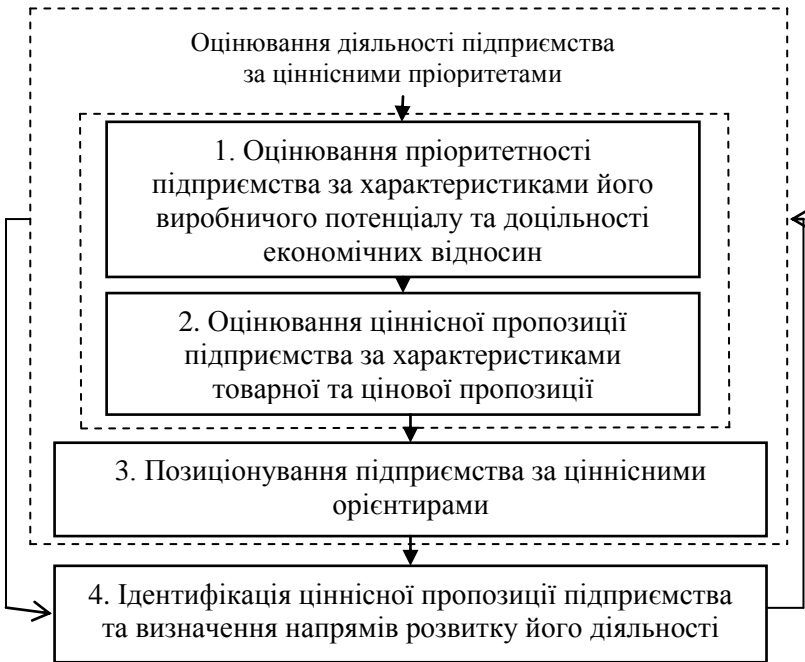 Оцінювання діяльності підприємства
за ціннісними пріоритетами
1. Оцінювання пріоритетності
підприємства за характеристиками його
виробничого потенціалу та доцільності
економічних відносин
2. Оцінювання ціннісної пропозиції
підприємства за характеристиками
товарної та цінової пропозиції
3. Позиціонування підприємства за ціннісними
орієнтирами
4. Ідентифікація ціннісної пропозиції підприємства
та визначення напрямів розвитку його діяльності